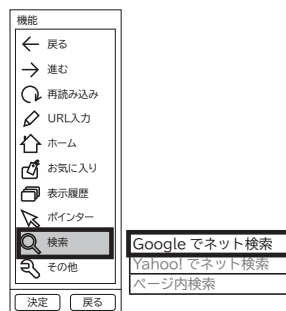 機能
戻る
進む
再読み込み
URL入力
ホーム
お気に入り
表示履歴
ポインター
検索
その他
Google でネット検索
Yahoo! でネット検索
ページ内検索
決定
戻る